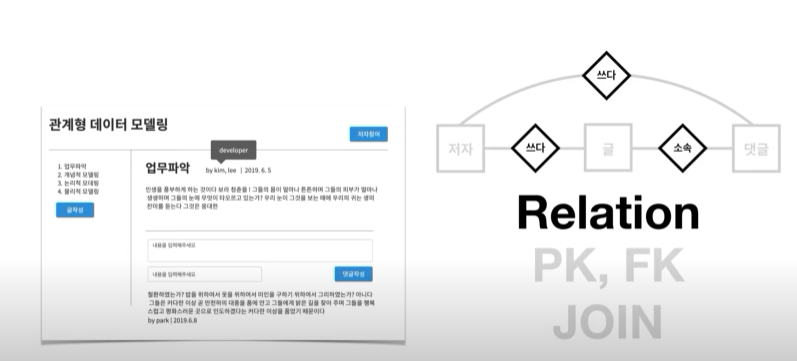 관계형 데이터 모델링
저자참여
developer
1. 업무파악
2. 개념적 모델링
3. 논리적 모데링
4. 물리적 모데링
글작성
업무파악
by kim, lee | 2019. 6. 5
인생을 풍부하게 하는 것이다 보라 청춘을 ! 그들의 몸이 얼마나 튼튼하며 그들의 피부가 얼마나
생생하며 그들의 눈에 무엇이 타오르고 있는가? 우리 눈이 그것을 보는 때에 우리의 귀는 생의
찬미를 듣는다 그것은 웅대한
내용을 입력해주세요
내용을 입력해주세요
댓글작성
철환하였는가? 밥을 위하여서 옷을 위하여서 미인을 구하기 위하여서 그리하였는가? 아니다
그들은 커다란 이상 곧 만천하의 대중을 품에 안고 그들에게 밝은 길을 찾아 주며 그들을 행복
스럽고 평화스러운 곳으로 인도하겠다는 커다란 이상을 품었기 때문이다
by park | 2019.6.8
쓰다
저자
쓰다
글
소속
댓글
Relation
PK, FK
JOIN